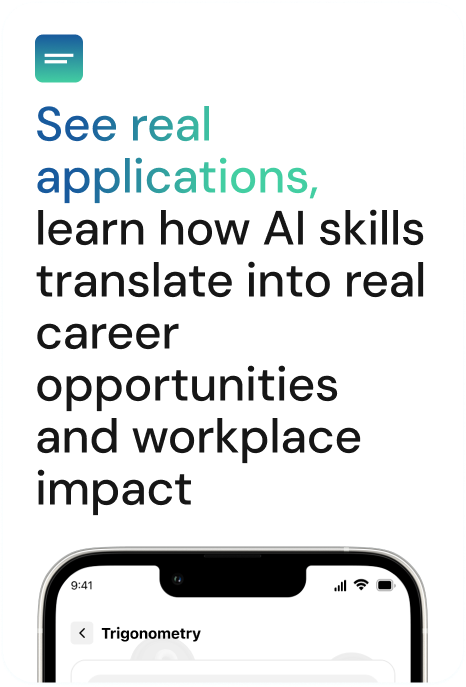 See real
applications,
learn how AI skills
translate into real
career
opportunities
and workplace
impact
9:41
Trigonometry